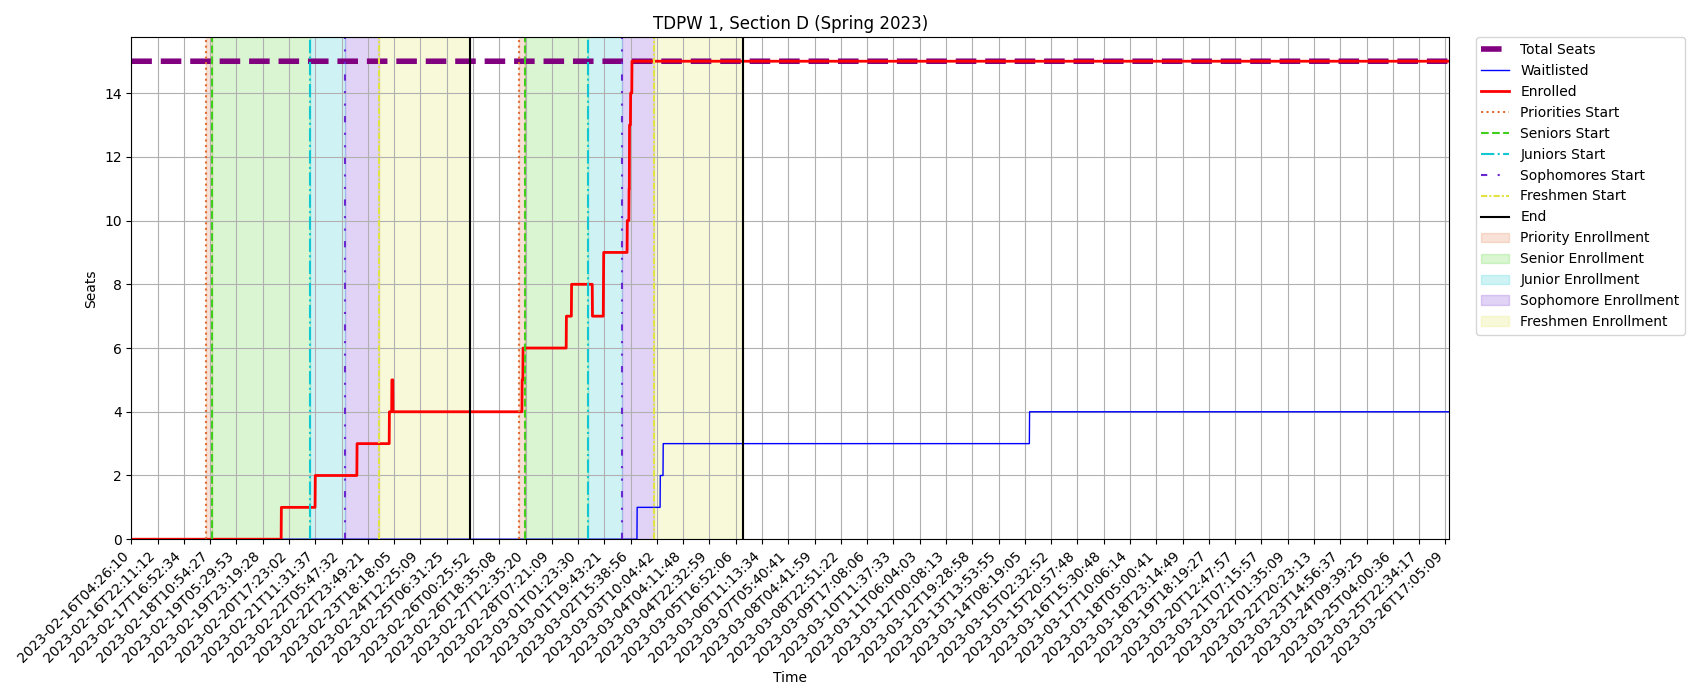 TDPW 1, Section D (Spring 2023)
Seats
14
12
10
8
6
4
2
0
2023-02-16T04:26:10
2023-02-16T22:11:12
2023-02-17T16:52:34
2023-02-18T10:54:27
2023-02-19T05:29:53
2023-02-19T23:19:28
2023-02-20T17:23:02
2023-02-21T11:31:37
2023-02-22T05:47:32
2023-02-22T23:49:21
2023-02-23T18:18:05
2023-02-24T12:25:09
2023-02-25T06:31:25
2023-02-26T00:25:52
2023-02-26T18:35:08
2023-02-27T12:35:20
2023-02-28T07:21:09
2023-03-01T01:23:30
2023-03-01T19:43:21
2023-03-02T15:38:56
2023-03-03T10:04:42
2023-03-04T04:11:48
2023-03-04T22:32:59
2023-03-05T16:52:06
2023-03-06T11:13:34
2023-03-07T05:40:41
2023-03-08T04:41:59
2023-03-08T22:51:22
2023-03-09T17:08:06
2023-03-10T11:37:33
2023-03-11T06:04:03
2023-03-12T00:08:13
2023-03-12T19:28:58
2023-03-13T13:53:55
2023-03-14T08:19:05
2023-03-15T02:32:52
2023-03-15T20:57:48
2023-03-16T15:30:48
2023-03-17T10:06:14
2023-03-18T05:00:41
2023-03-18T23:14:49
2023-03-19T18:19:27
2023-03-20T12:47:57
2023-03-21T07:15:57
2023-03-22T01:35:09
2023-03-22T20:23:13
2023-03-23T14:56:37
2023-03-24T09:39:25
2023-03-25T04:00:36
2023-03-25T22:34:17
2023-03-26T17:05:09
Time
Total Seats
Waitlisted
Enrolled
Priorities Start
Seniors Start
Juniors Start
Sophomores Start
Freshmen Start
End
Priority Enrollment
Senior Enrollment
Junior Enrollment
Sophomore Enrollment
Freshmen Enrollment